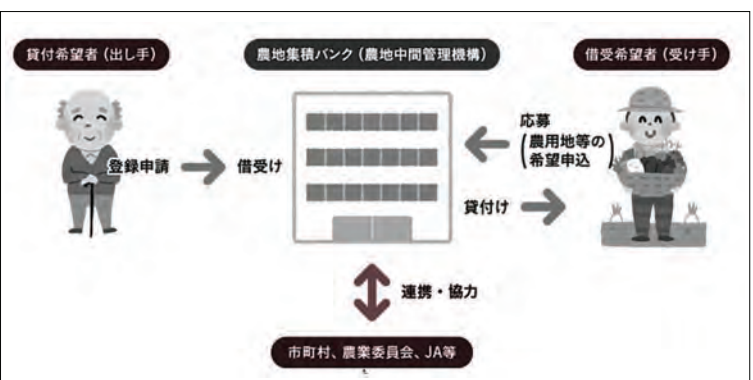 貸付希望者（出し手）
農地集積バンク（農地中間管理機構）
借受希望者（受け手）
登録申請
借受け
応募
（農用地等の
希望申込
貸付け
連携・協力
市町村、農業委員会、JA等